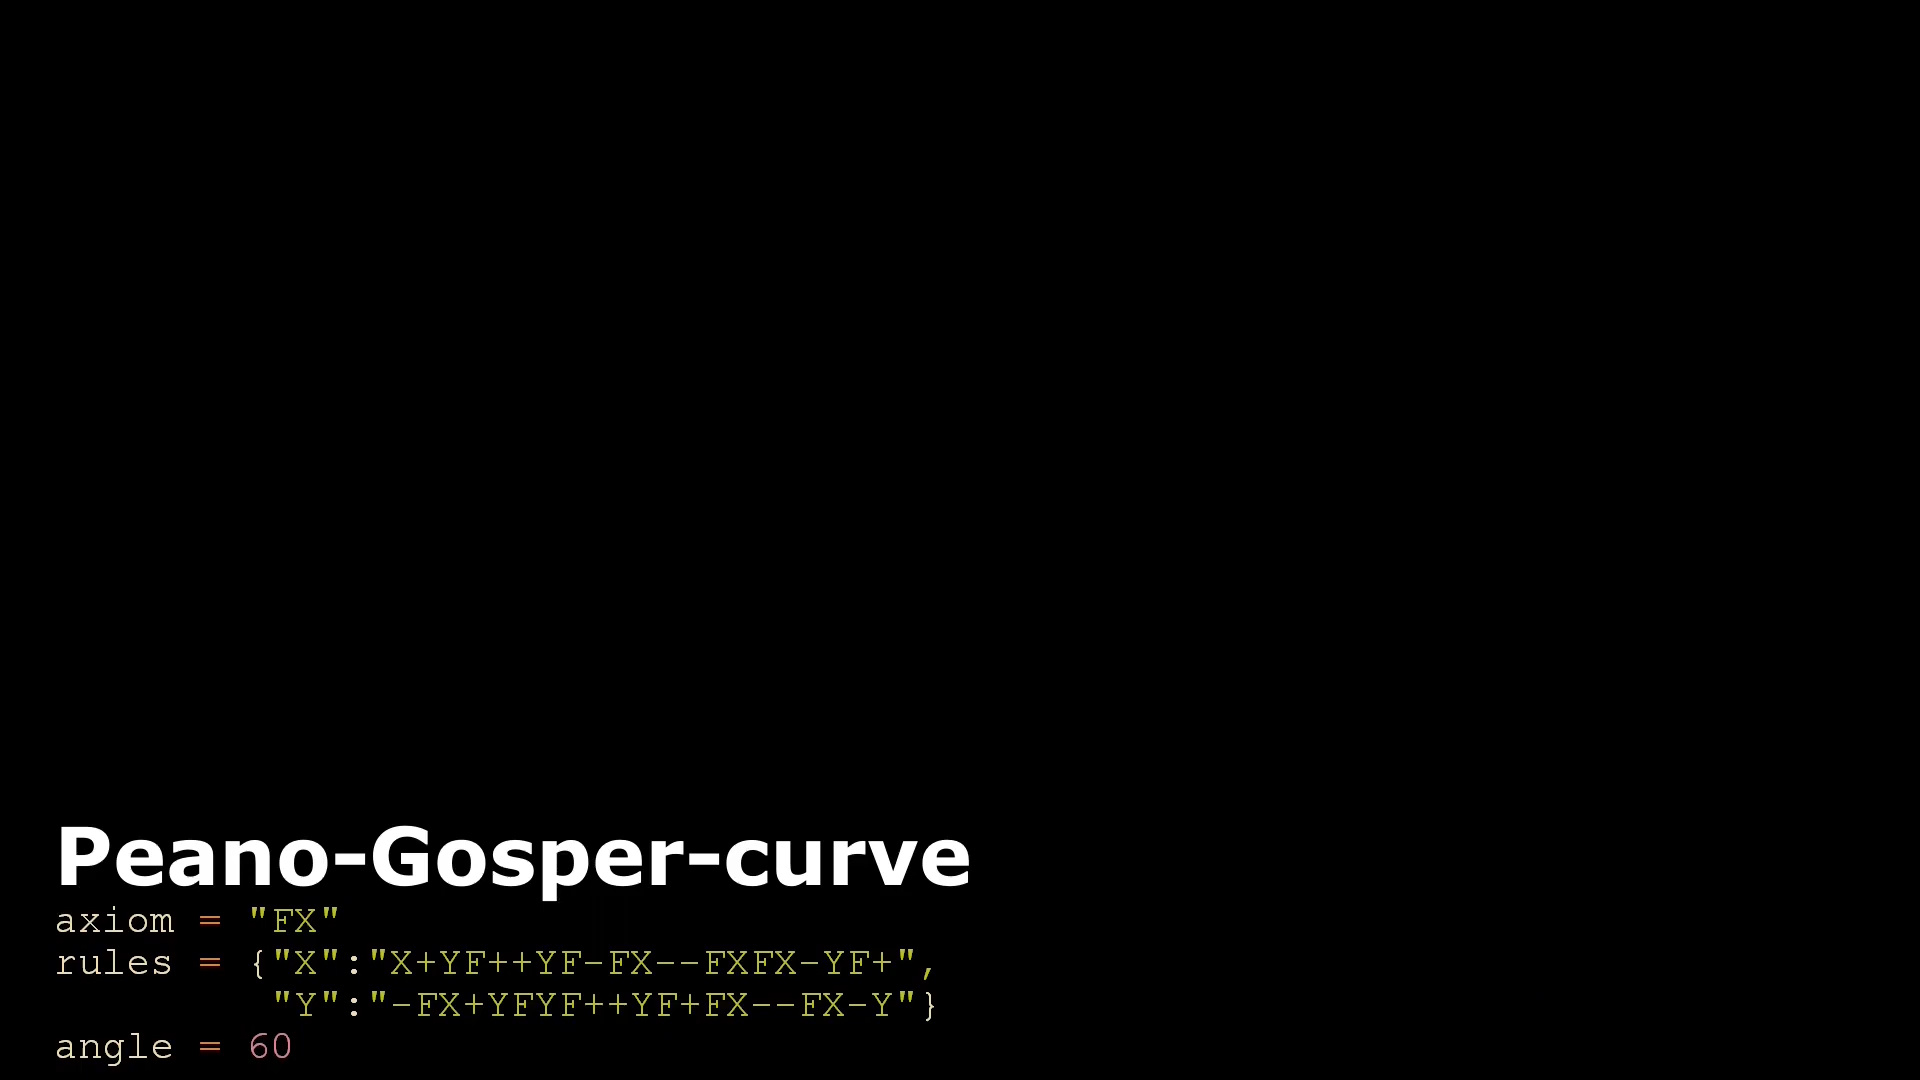 Peano-Gosper-curve
axiom = "FX"
rules = {"X":"X+YF++YF-FX--FXFX-YF+",
"Y":"-FX+YFYF++YF+FX--FX-Y"}
angle = 60